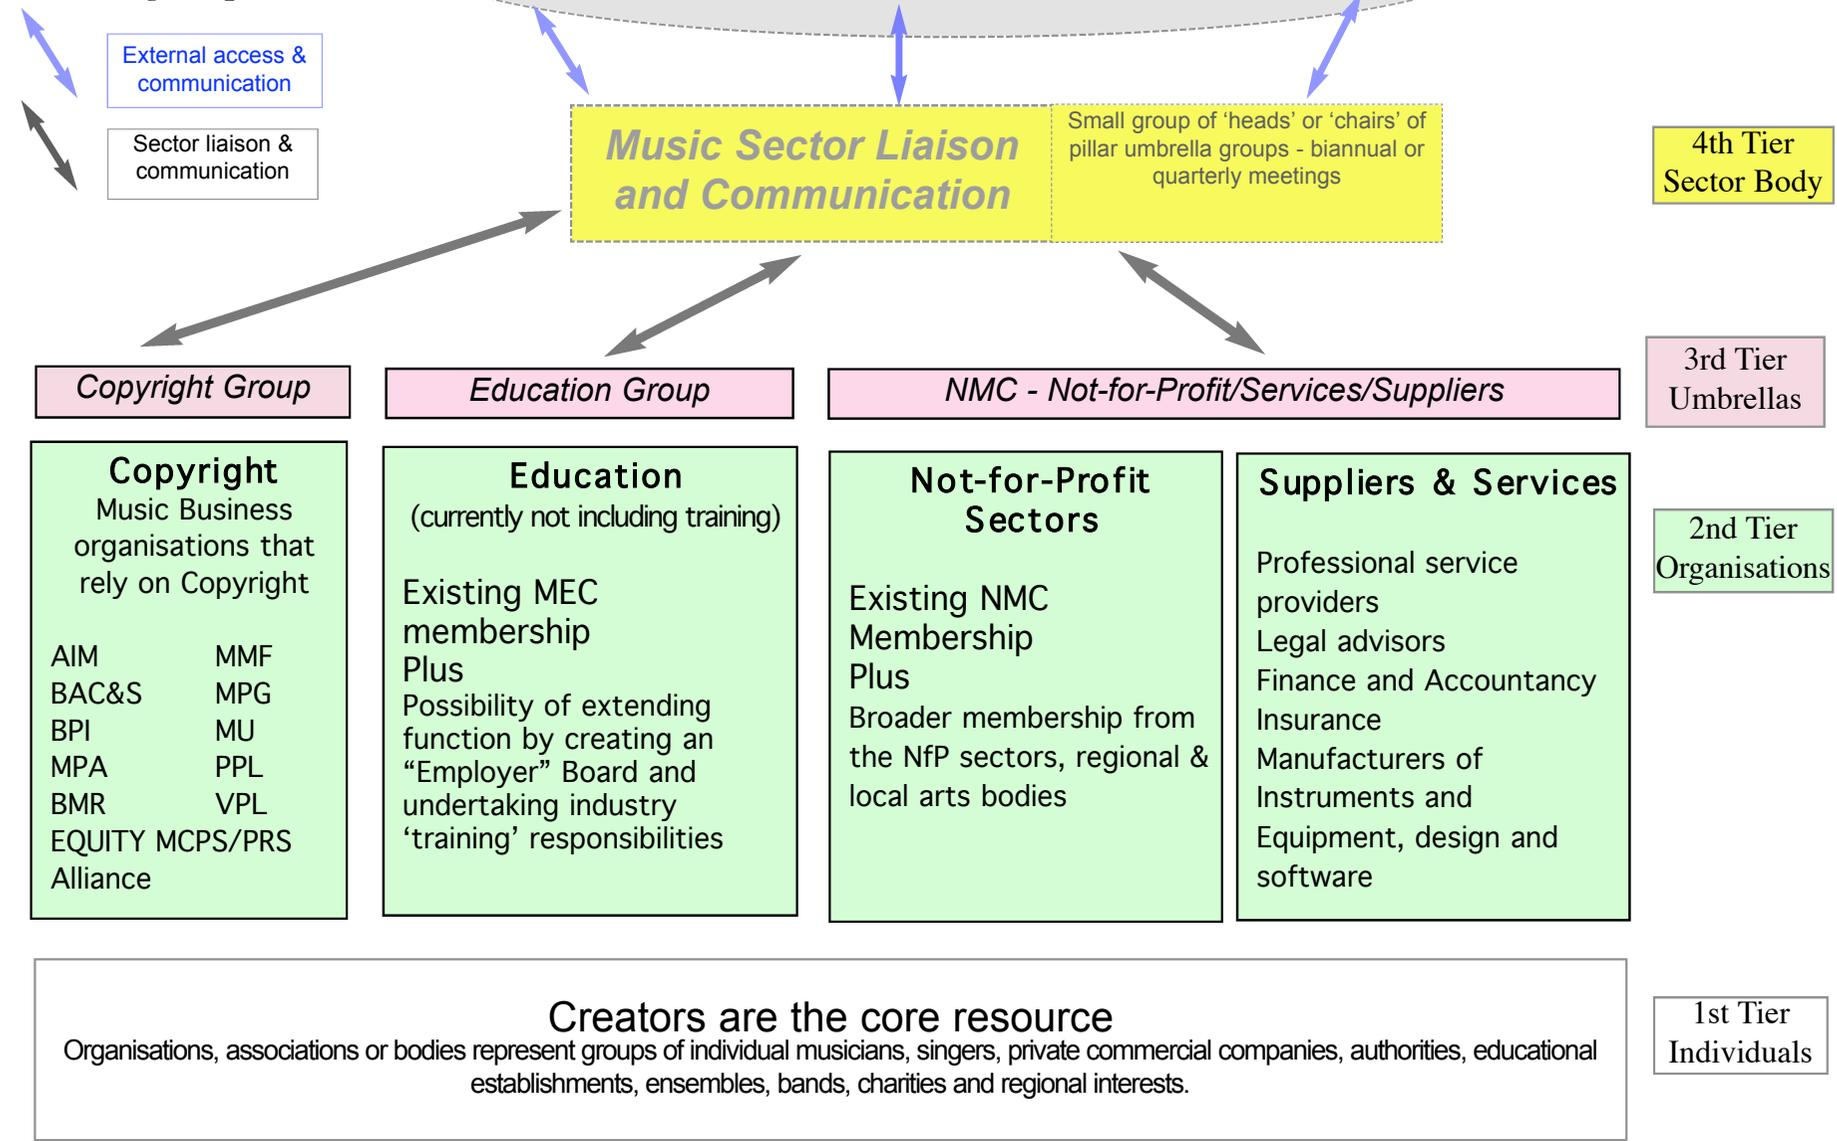 External access &
communication
Sector liaison &
communication
Music Sector Liaison
and Communication
Small group of ‘heads’ or ‘chairs’ of
pillar umbrella groups - biannual or
quarterly meetings
4th Tier
Sector Body
Copyright Group
Education Group
NMC - Not-for-Profit/Services/Suppliers
3rd Tier
Umbrellas
Copyright
Music Business
organisations that
rely on Copyright
AIM MMF
BAC&S MPG
BPI MU
MPA PPL
BMR VPL
EQUITY MCPS/PRS
Alliance
Education
(currently not including training)
Existing MEC
membership
Plus
Possibility of extending
function by creating an
“Employer” Board and
undertaking industry
‘training’ responsibilities
Not-for-Profit
Sectors
Existing NMC
Membership
Plus
Broader membership from
the NfP sectors, regional &
local arts bodies
Suppliers & Services
Professional service
providers
Legal advisors
Finance and Accountancy
Insurance
Manufacturers of
Instruments and
Equipment, design and
software
2nd Tier
Organisations
Creators are the core resource
Organisations, associations or bodies represent groups of individual musicians, singers, private commercial companies, authorities, educational
establishments, ensembles, bands, charities and regional interests.
1st Tier
Individuals